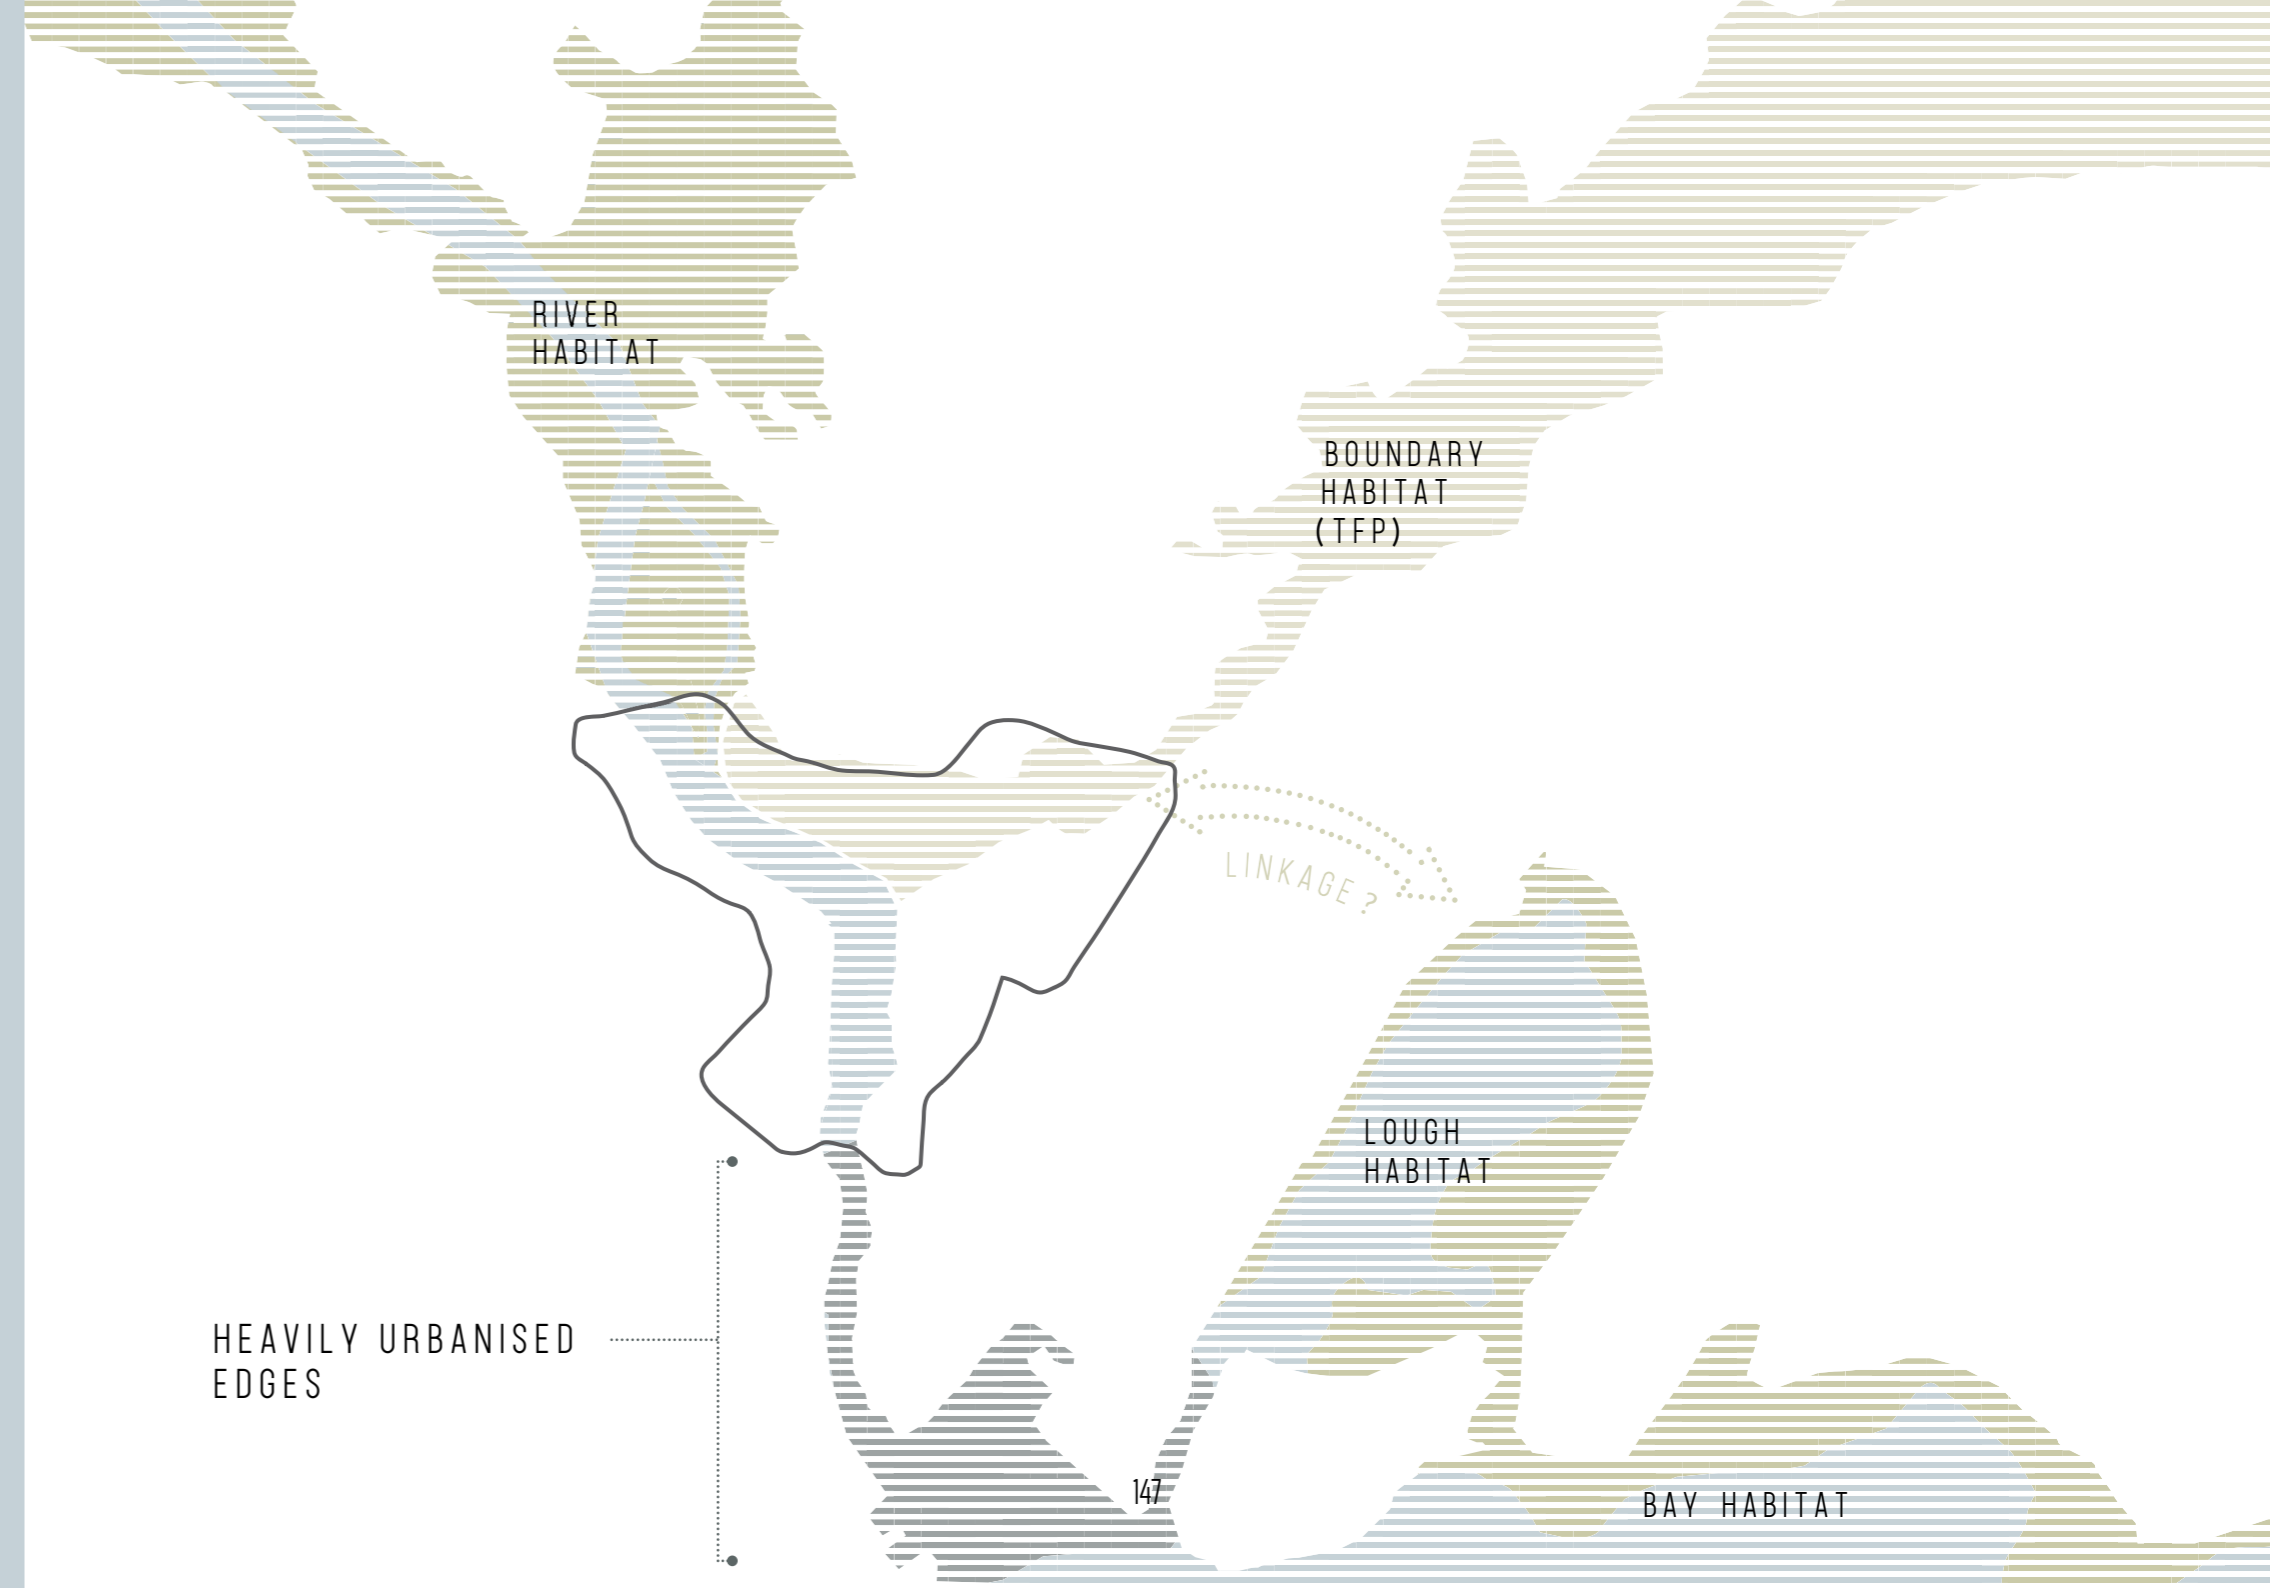 RIVER
HABITAT
BOUNDARY
HABITAT
(TFP)
LINKAGE ?
LOUGH
HABITAT
HEAVILY URBANISED
EDGES
147
BAY HABITAT